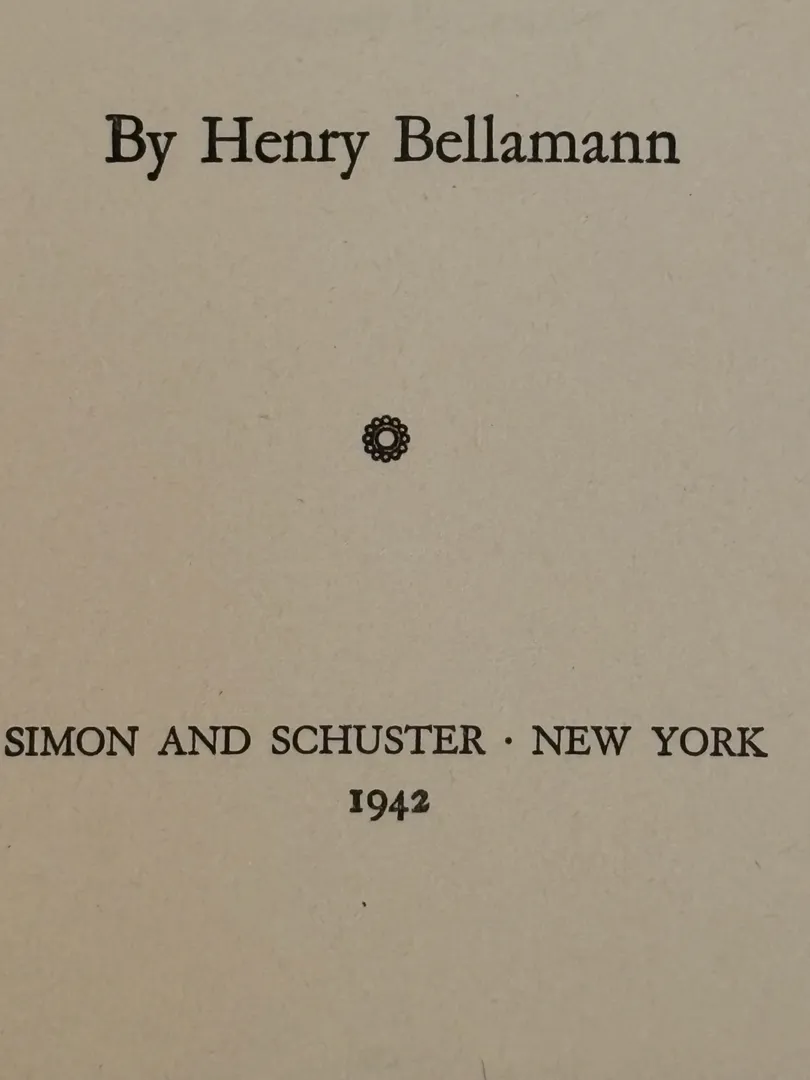 By Henry Bellamann
SIMON AND SCHUSTER · NEW YORK
1942